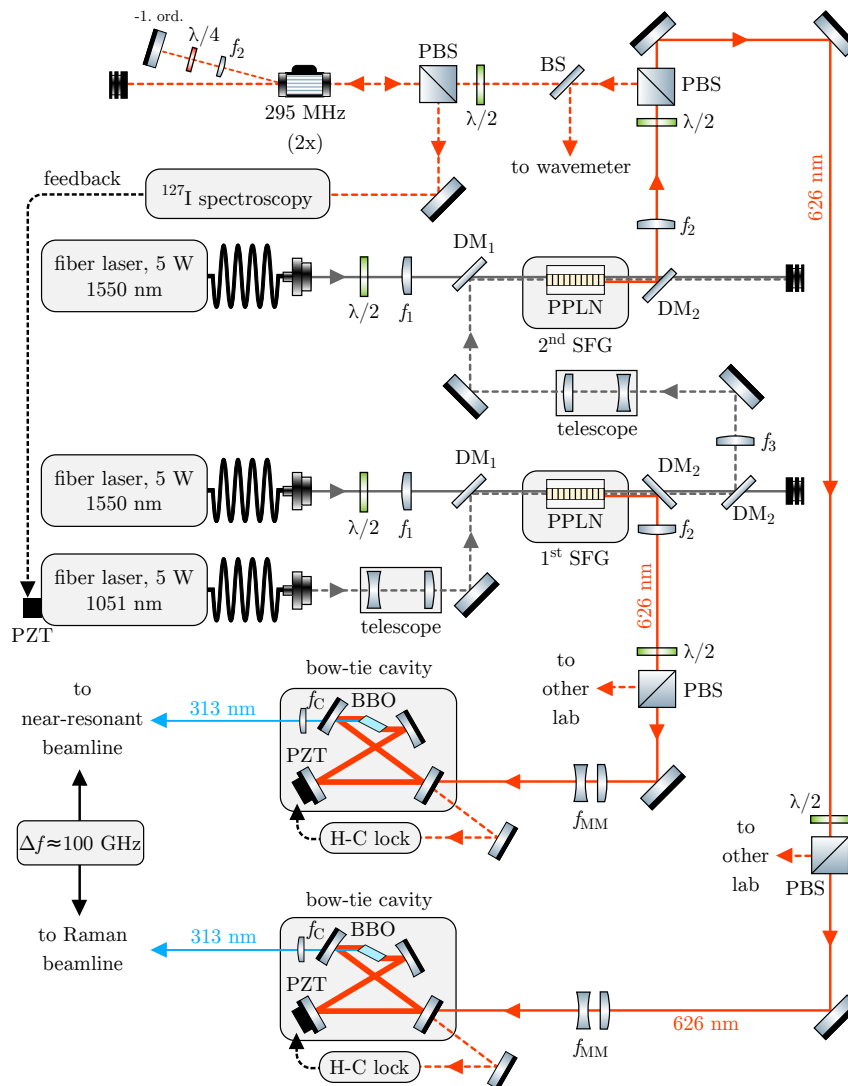 -1. ord.
λ/4
f₂
PBS
BS
PBS
295 MHz
(2x)
λ/2
λ/2
to wavemeter
feedback
¹²⁷I spectroscopy
626 nm
f₂
fiber laser, 5 W
1550 nm
DM₁
λ/2
f₁
PPLN
2ⁿᵈ SFG
DM₂
telescope
f₃
fiber laser, 5 W
1550 nm
DM₁
DM₂
λ/2
f₁
PPLN
1ˢᵗ SFG
f₂
DM₂
fiber laser, 5 W
1051 nm
PZT
telescope
626 nm
λ/2
to
other
lab
PBS
to
near-resonant
beamline
313 nm
bow-tie cavity
f_C
BBO
PZT
H-C lock
f_MM
λ/2
to
other
lab
PBS
Δf≈100 GHz
to Raman
beamline
313 nm
bow-tie cavity
f_C
BBO
PZT
H-C lock
f_MM
626 nm